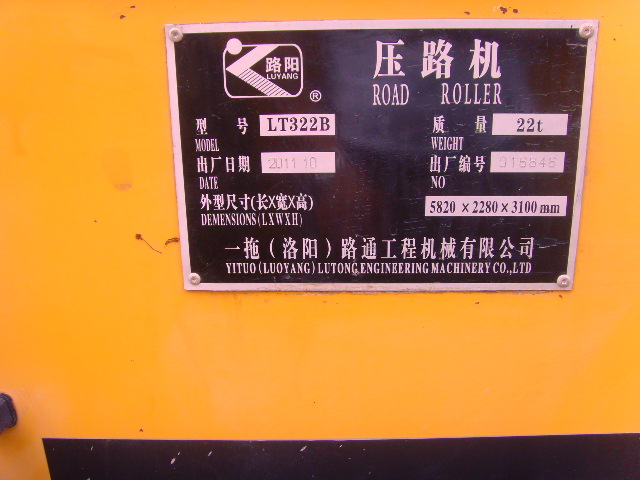 路阳
LUYANG
®
压路机
ROAD ROLLER
型号 LT322B
MODEL
质量 22t
WEIGHT
出厂日期 2011 10
DATE
出厂编号
NO
外型尺寸(长X宽X高) 5820×2280×3100mm
DEMENSIONS(LXWXH)
一拖(洛阳)路通工程机械有限公司
YITUO(LUOYANG)LUTONG.ENGINEERING MACHINERY CO.,LTD